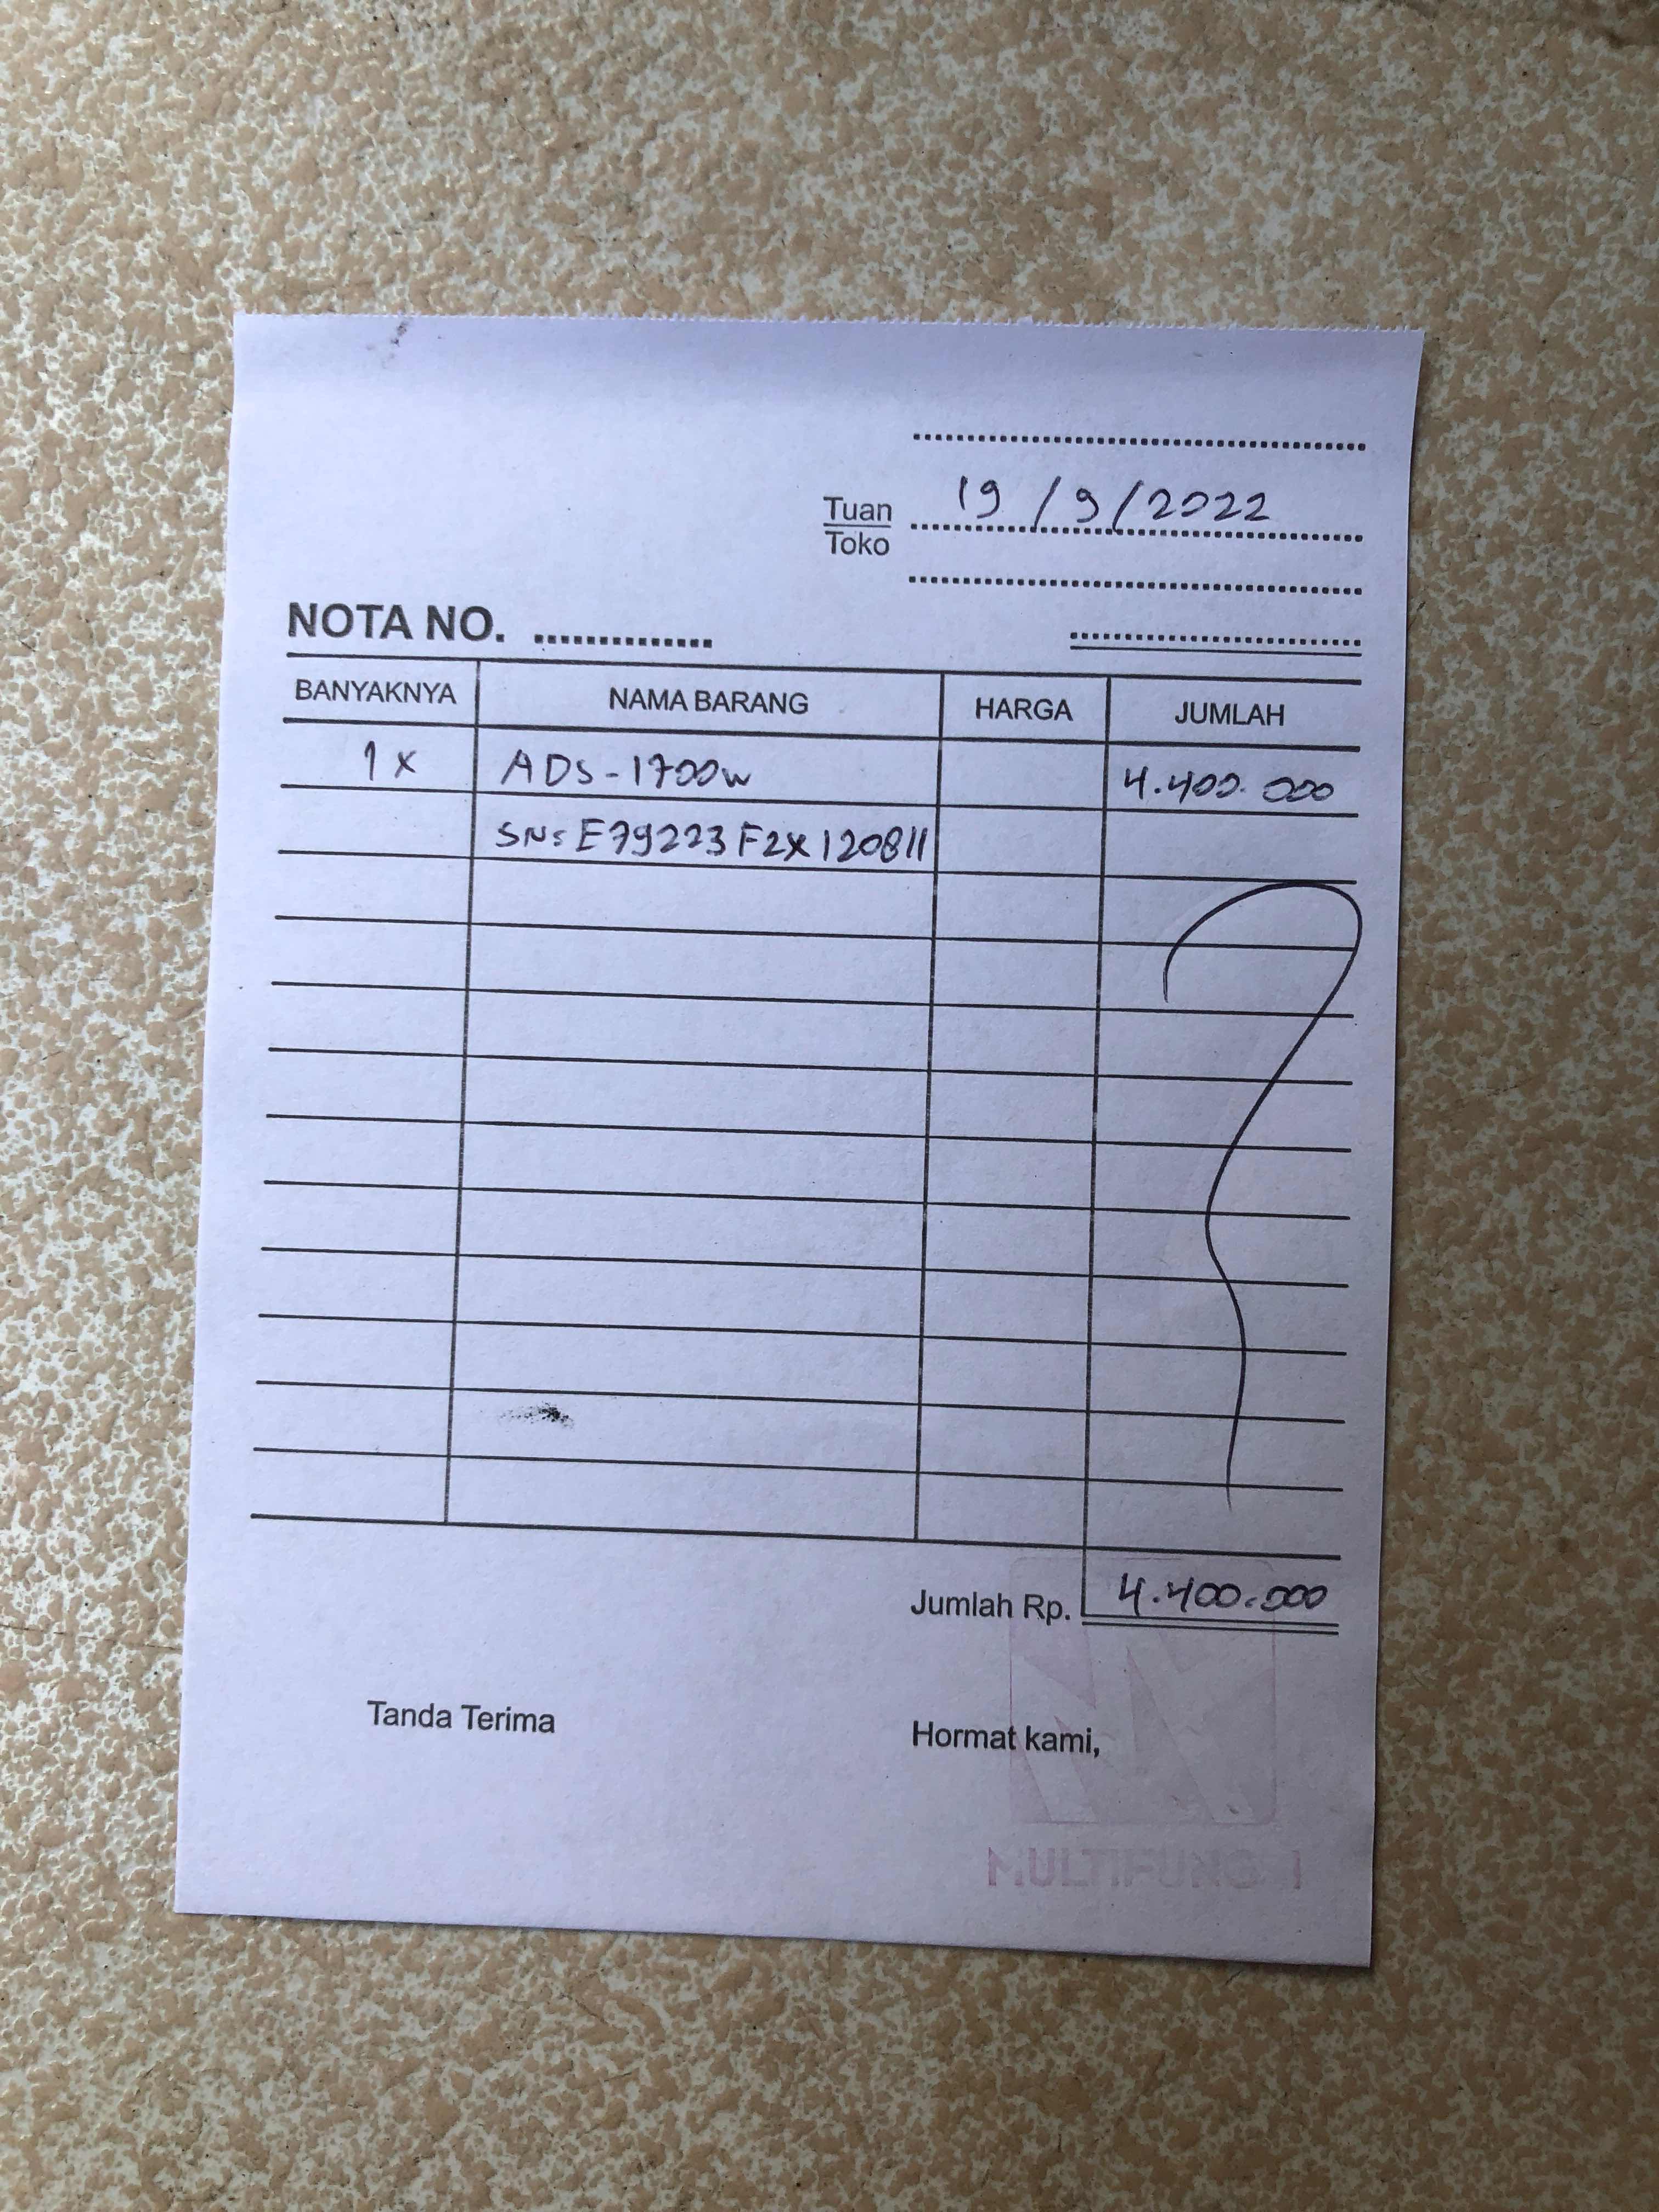 19/9/2022
Tuan
Toko
NOTA NO. ..............
BANYAKNYA NAMA BARANG HARGA JUMLAH
1x ADS-1700w 4.400.000
SN: E79223F2X120811
Jumlah Rp. 4.400.000
Tanda Terima Hormat kami,